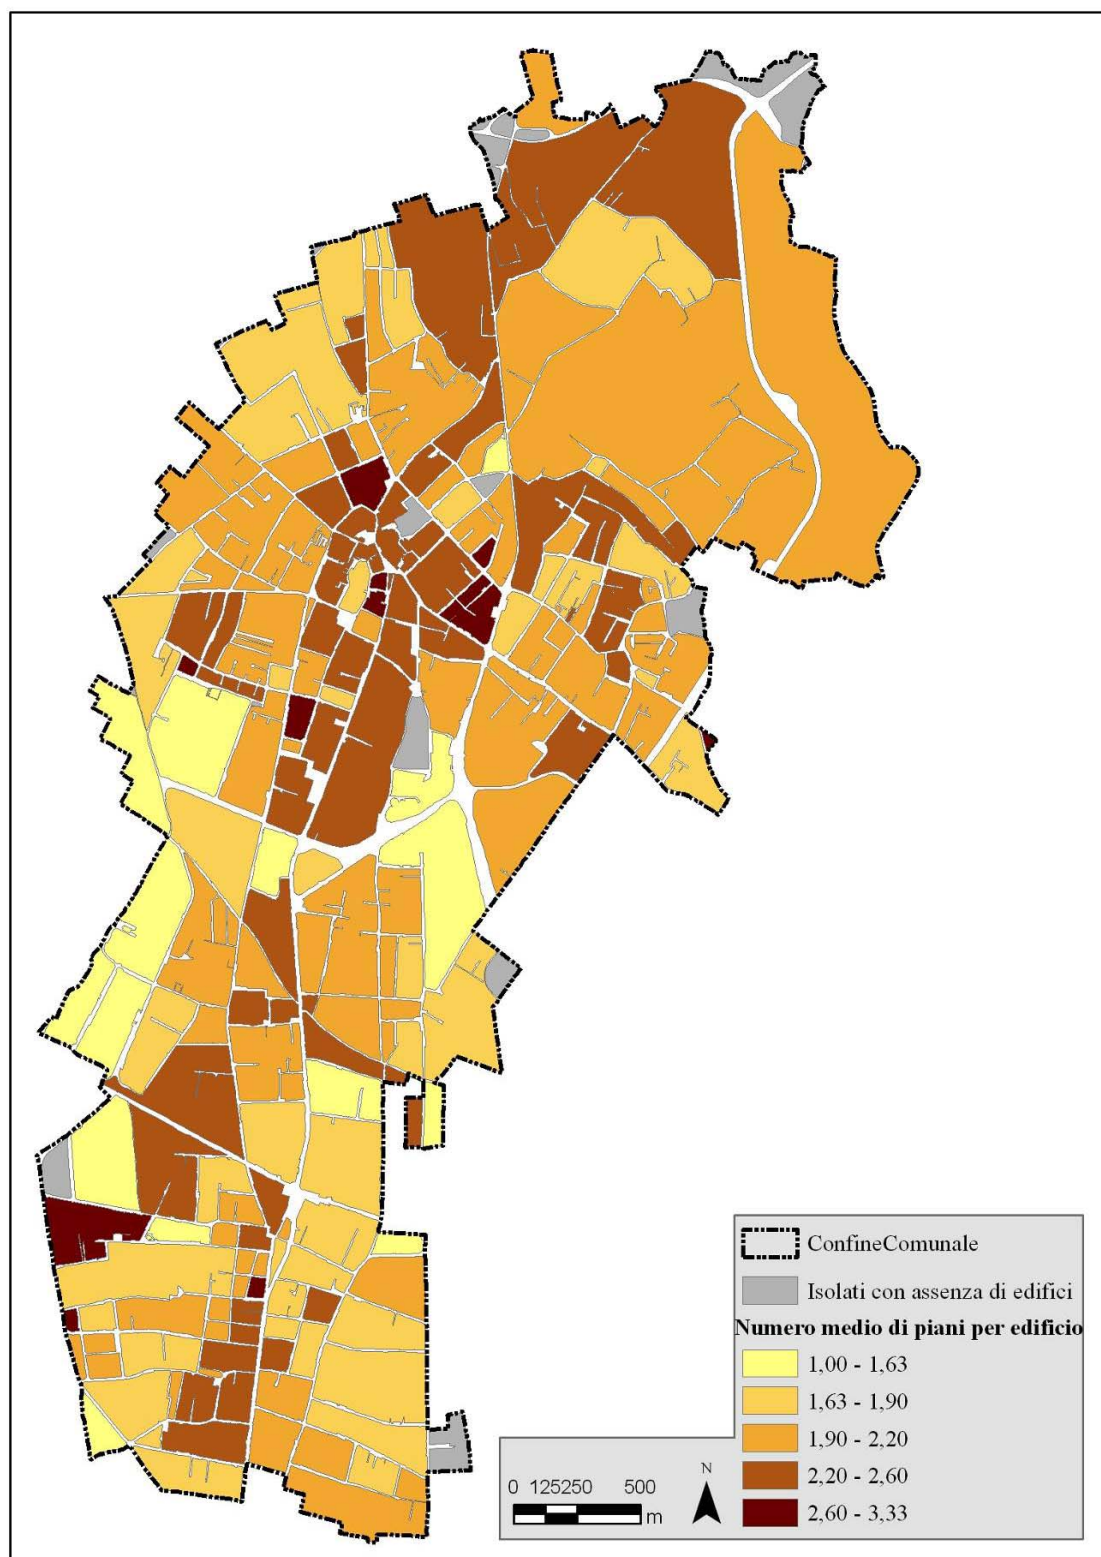 ConfineComunale
Isolati con assenza di edifici
Numero medio di piani per edificio
1,00 - 1,63
1,63 - 1,90
1,90 - 2,20
2,20 - 2,60
2,60 - 3,33
0 125250 500
m
N